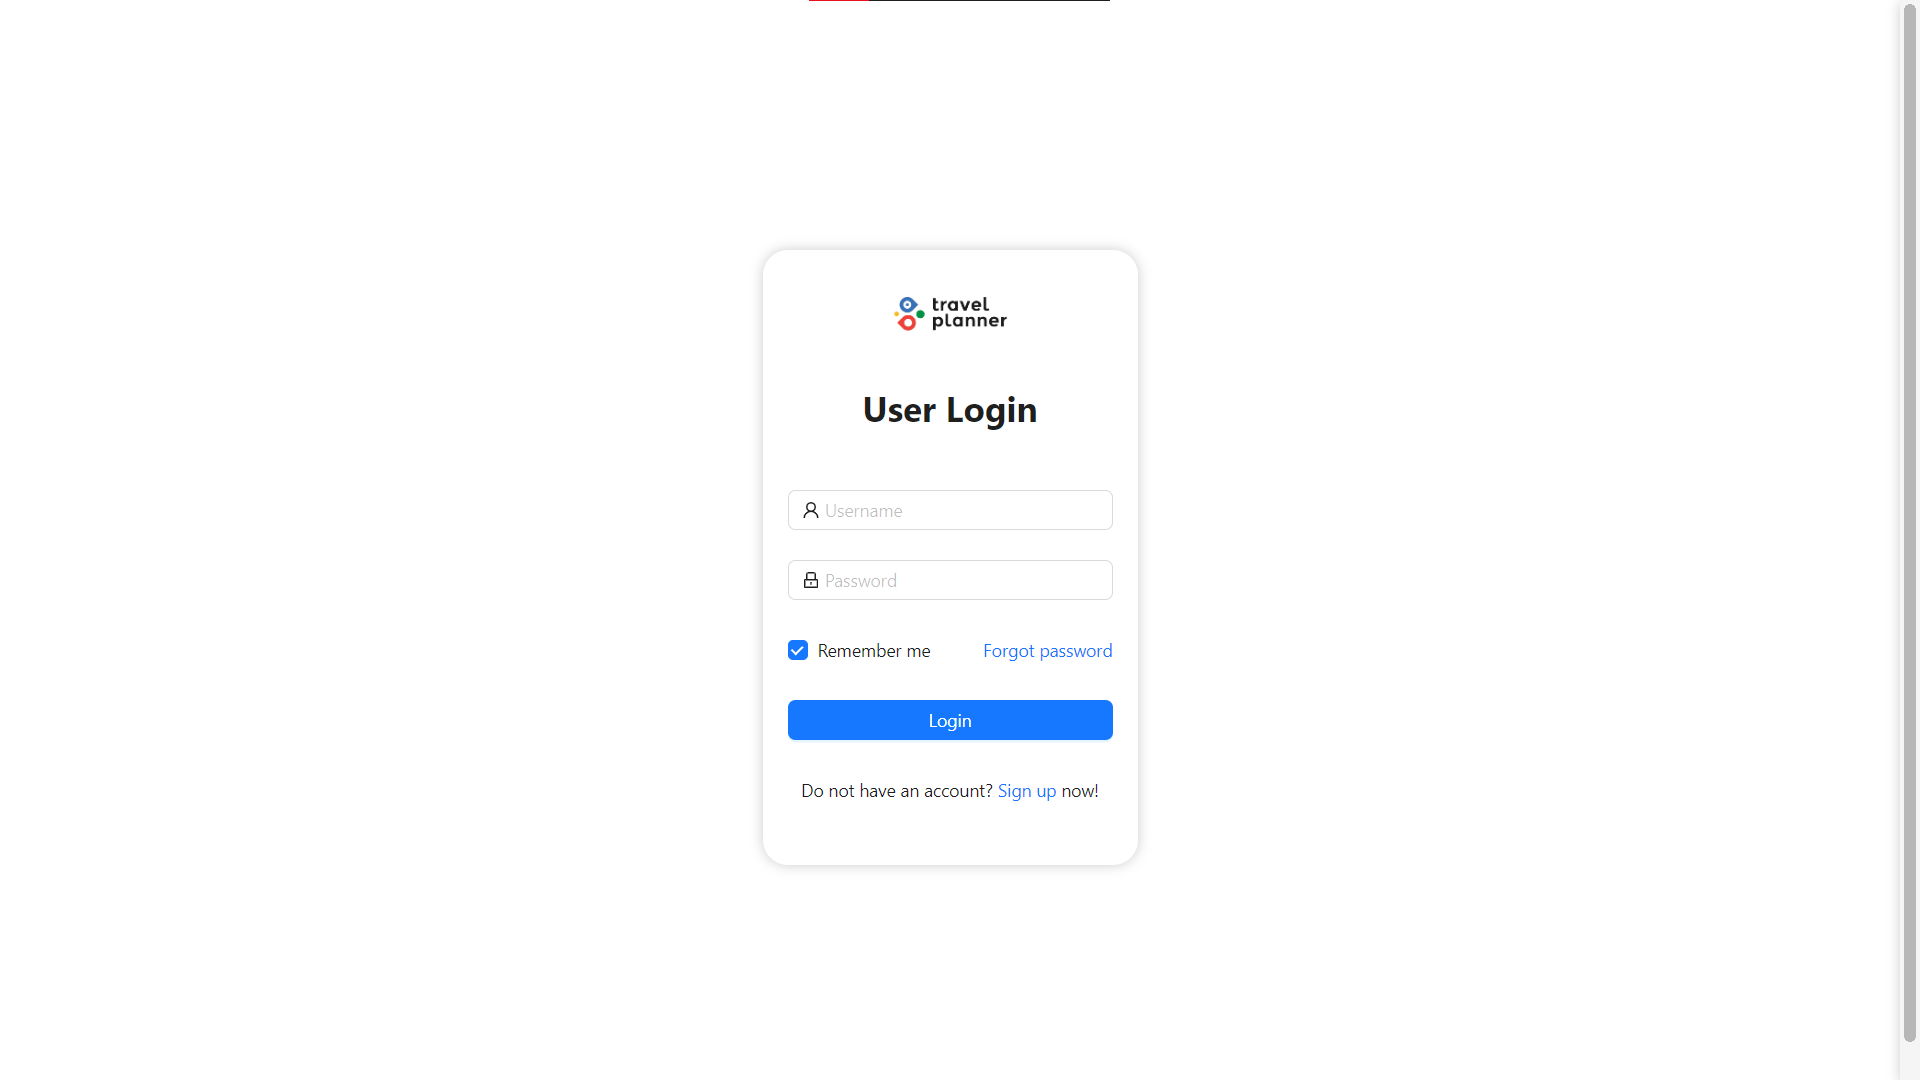 travel
planner
User Login
Username
Password
Remember me Forgot password
Login
Do not have an account? Sign up now!